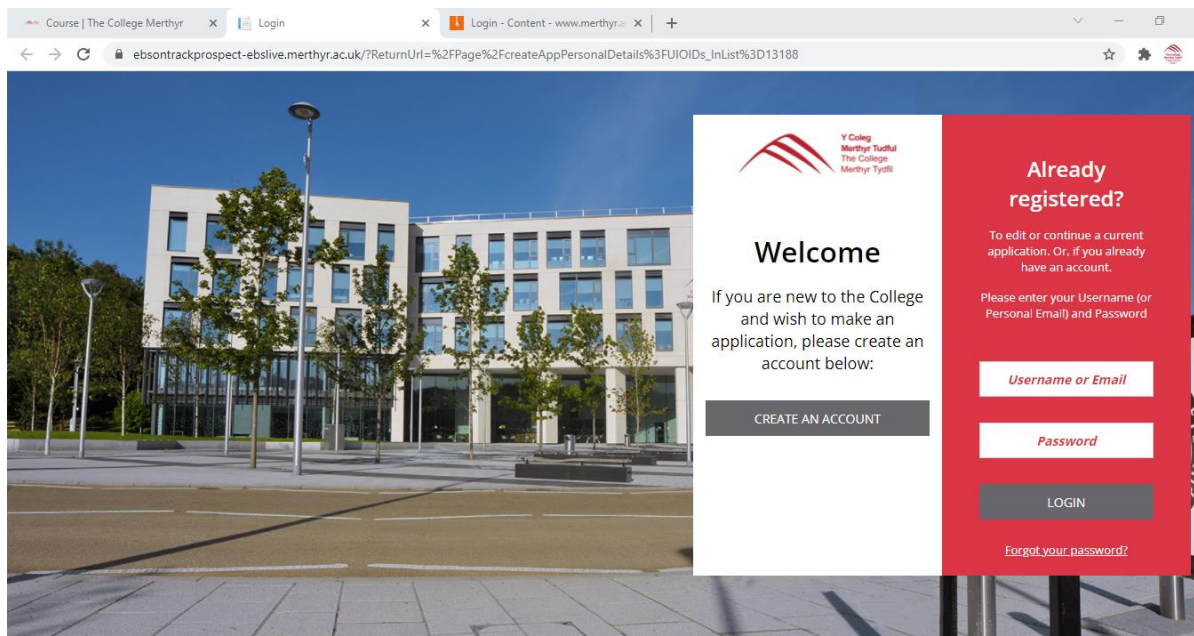 Course | The College Merthyr
Login
Login - Content - www.merthyr.a
ebsontrackprospect-ebslive.merthyr.ac.uk/?ReturnUrl=%2FPage%2FcreateAppPersonalDetails%3FUIOIDs_InList%3D13188
Y Coleg
Merthyr Tudful
The College
Merthyr Tydfil
Welcome
If you are new to the College
and wish to make an
application, please create an
account below:
CREATE AN ACCOUNT
Already
registered?
To edit or continue a current
application. Or, if you already
have an account.
Please enter your Username (or
Personal Email) and Password
Username or Email
Password
LOGIN
Forgot your password?